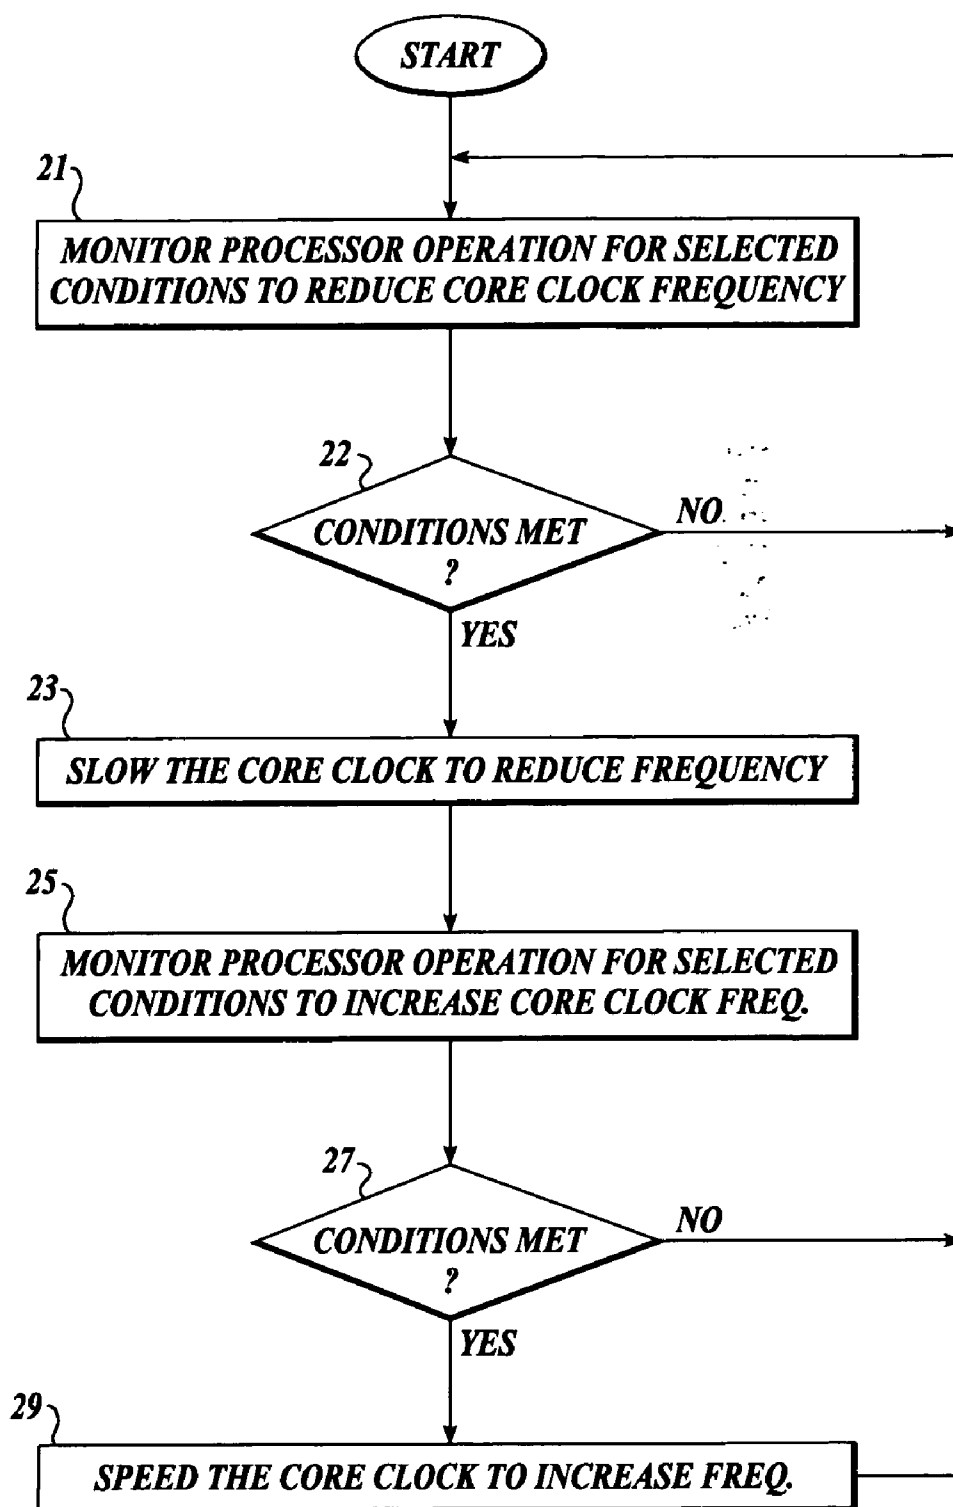 START
21
MONITOR PROCESSOR OPERATION FOR SELECTED
CONDITIONS TO REDUCE CORE CLOCK FREQUENCY
22
CONDITIONS MET
?
NO
YES
23
SLOW THE CORE CLOCK TO REDUCE FREQUENCY
25
MONITOR PROCESSOR OPERATION FOR SELECTED
CONDITIONS TO INCREASE CORE CLOCK FREQ.
27
CONDITIONS MET
?
NO
YES
29
SPEED THE CORE CLOCK TO INCREASE FREQ.